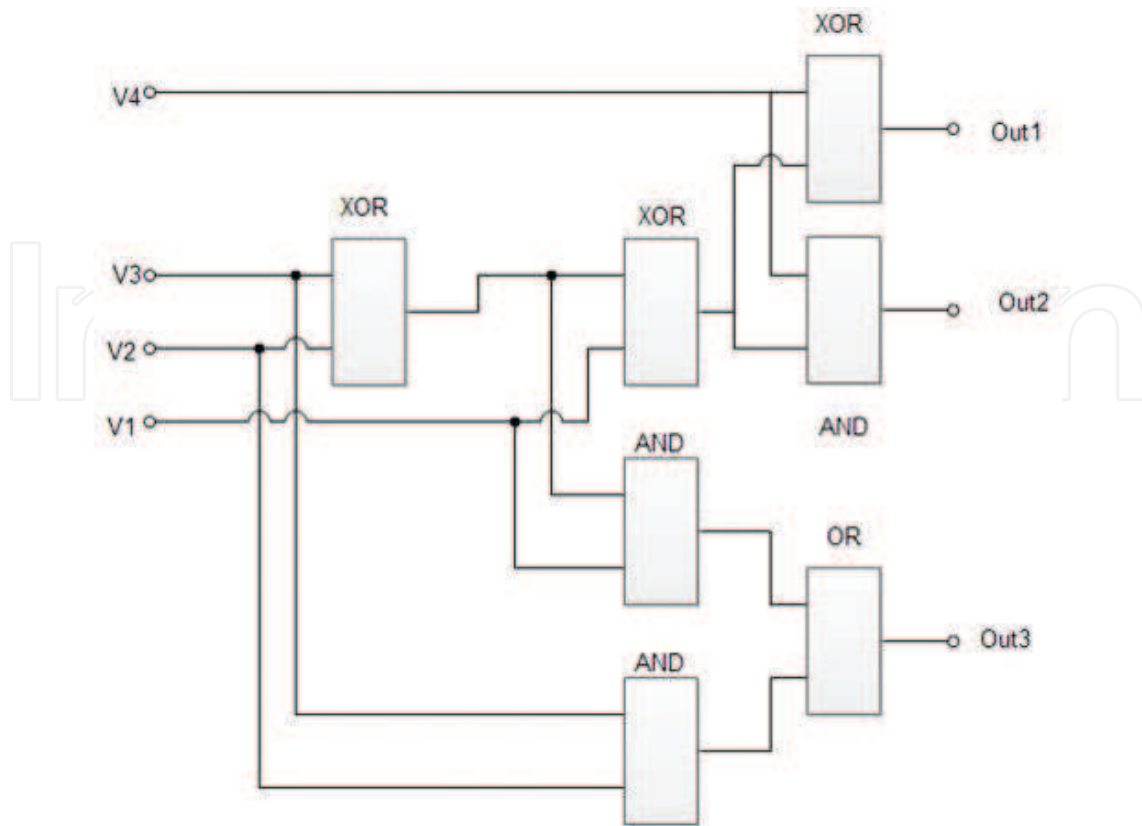 XOR
V4
Out1
XOR
XOR
V3
Out2
V2
V1
AND
AND
OR
Out3
AND